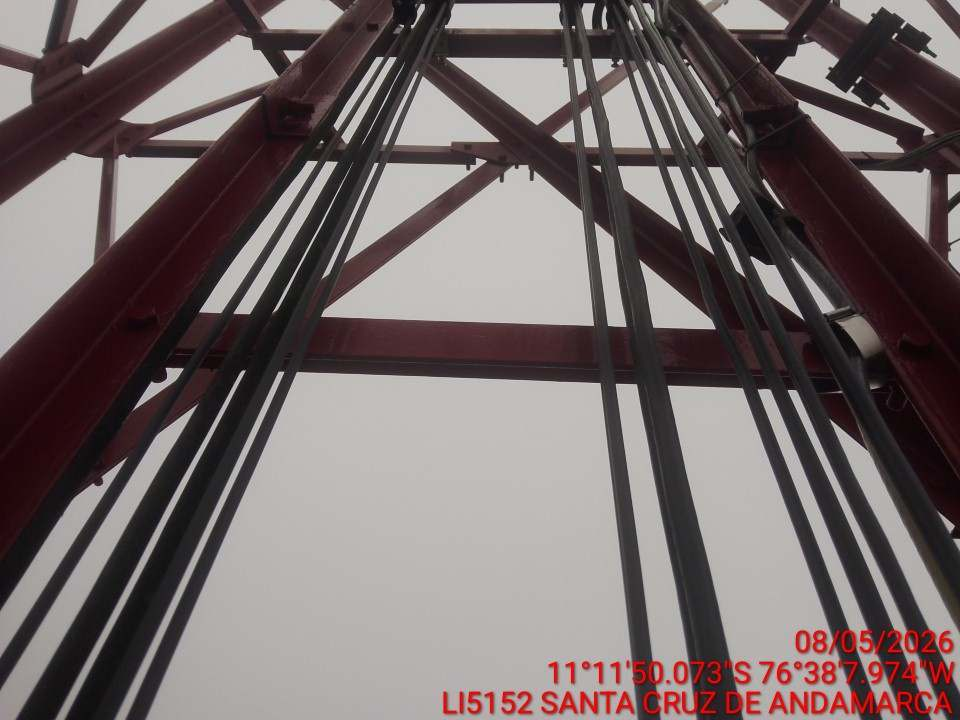 08/05/2026
11°11'50.073"S 76°38'7.974"W
LI5152 SANTA CRUZ DE ANDAMARCA